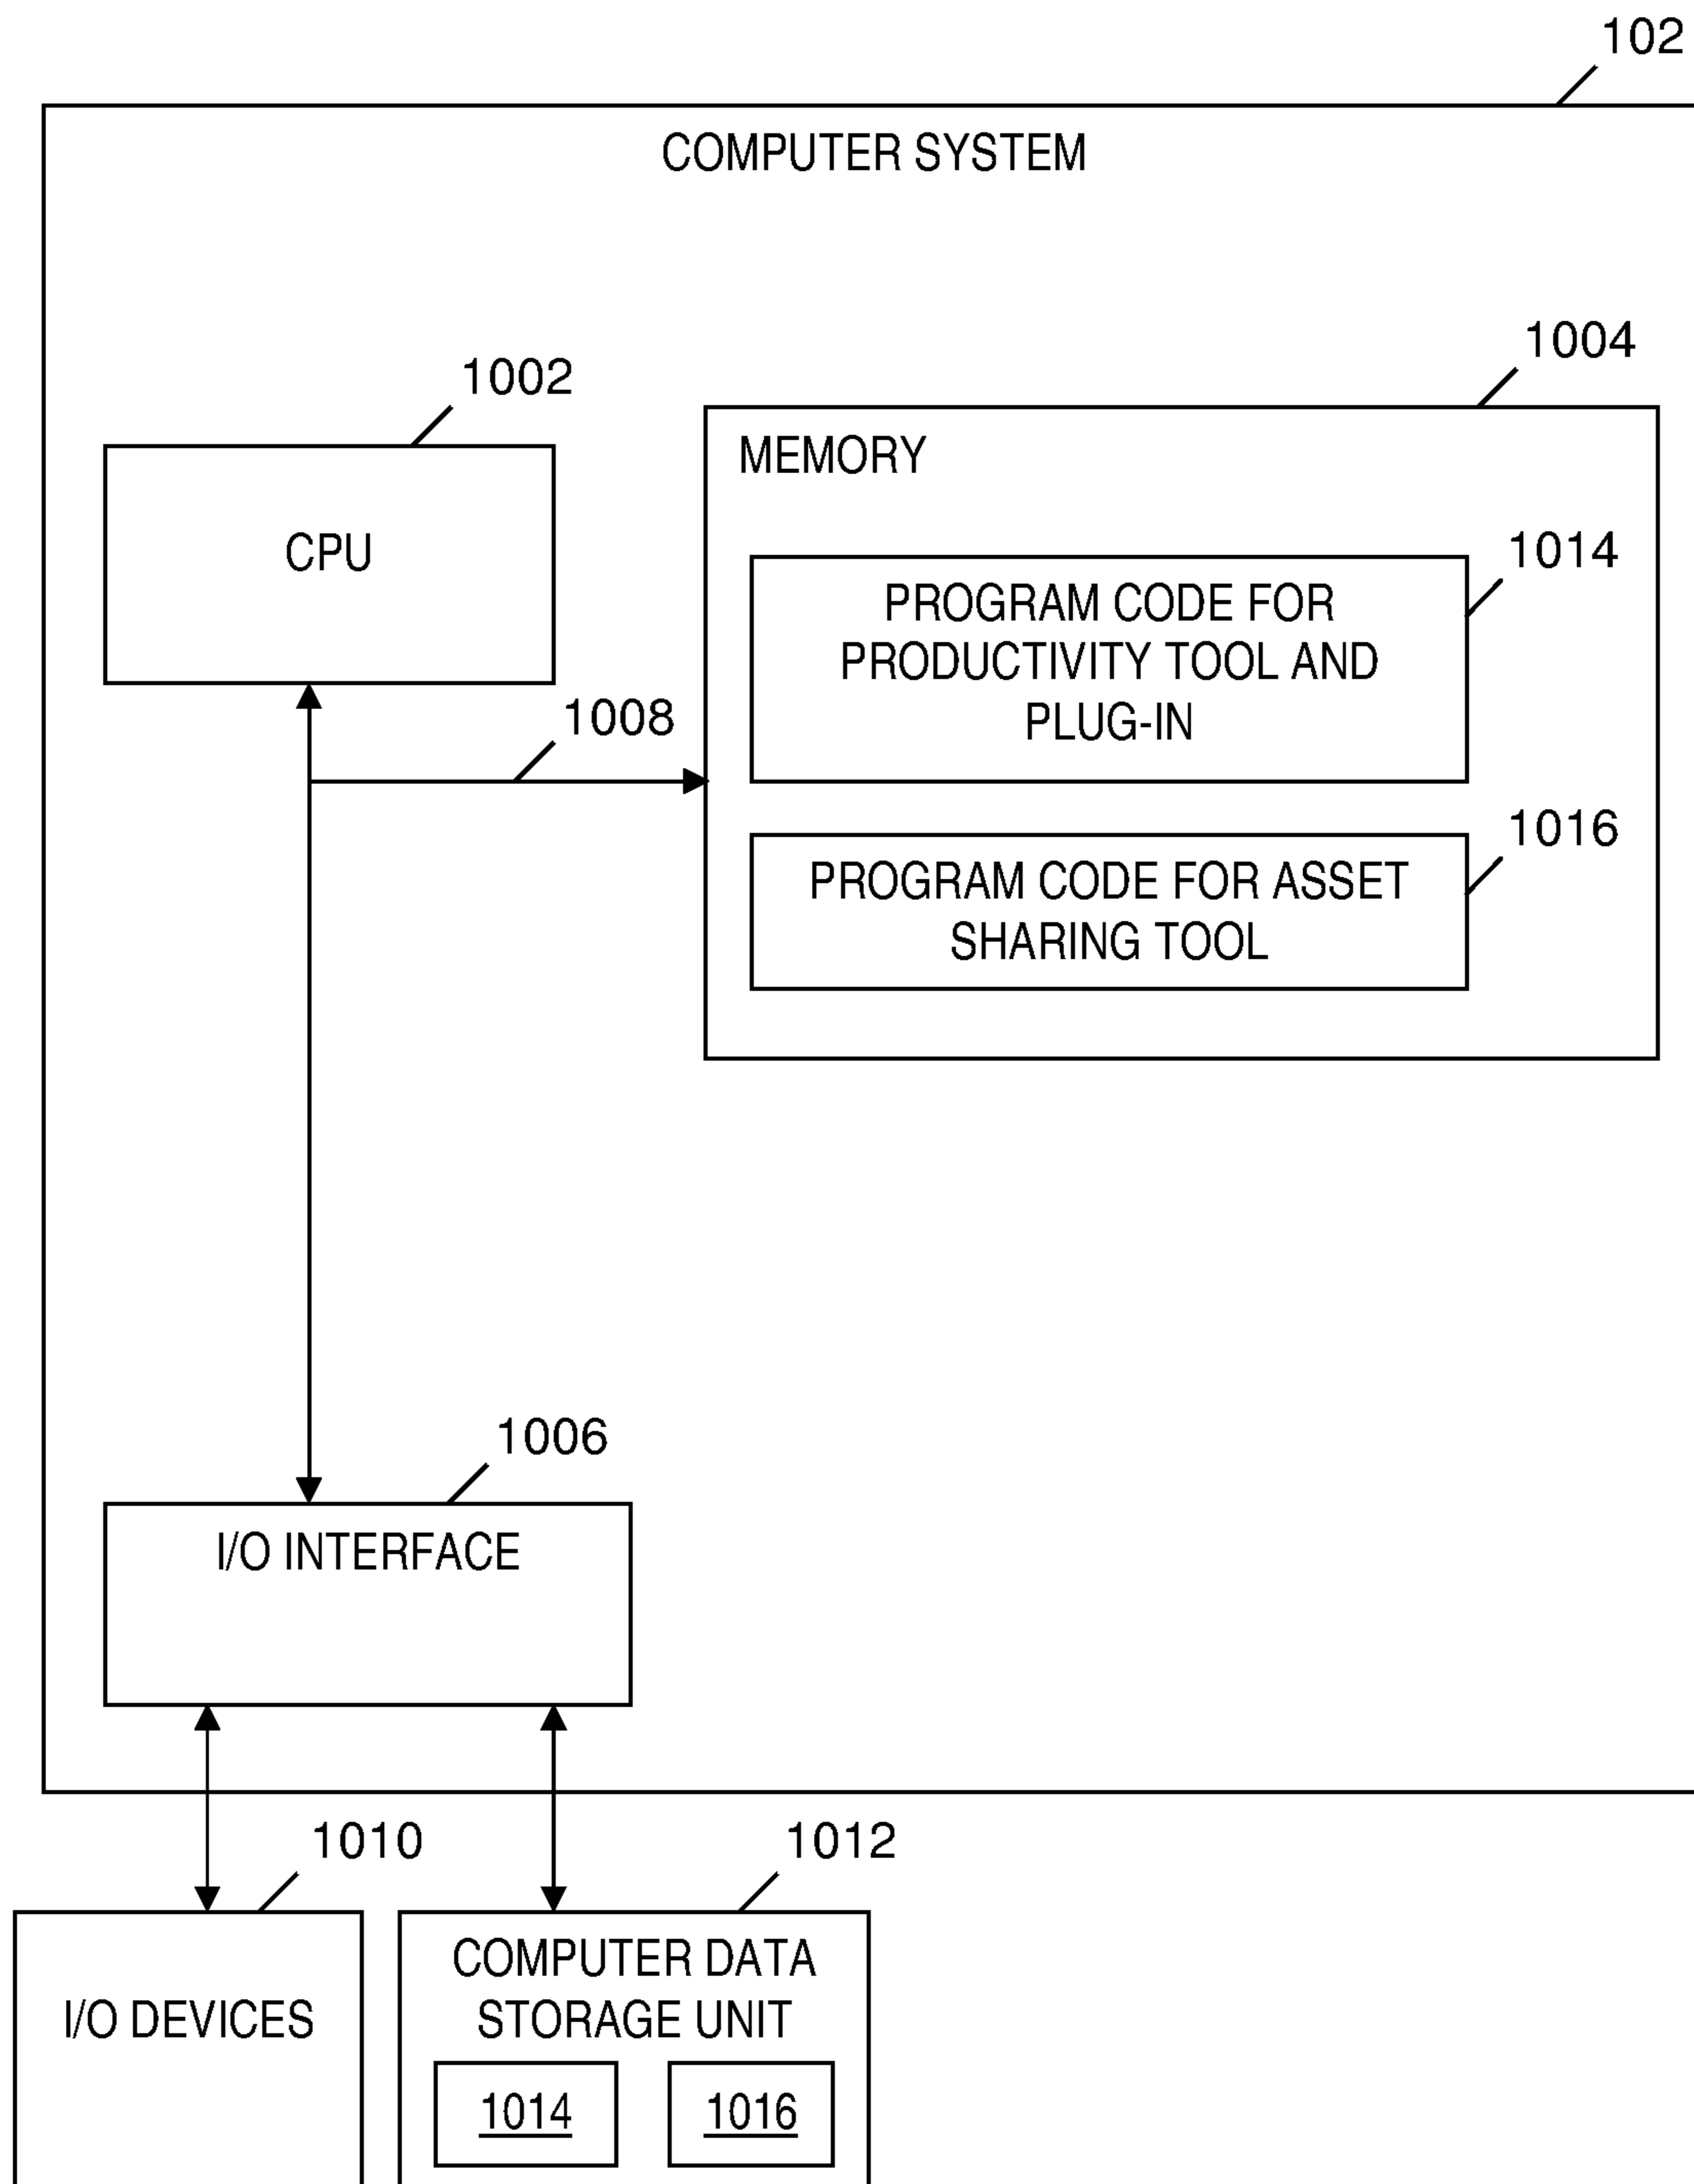 102
COMPUTER SYSTEM
1004
1002
MEMORY
CPU
1014
PROGRAM CODE FOR
PRODUCTIVITY TOOL AND
PLUG-IN
1008
1016
PROGRAM CODE FOR ASSET
SHARING TOOL
1006
I/O INTERFACE
1010
1012
I/O DEVICES
COMPUTER DATA
STORAGE UNIT
1014
1016